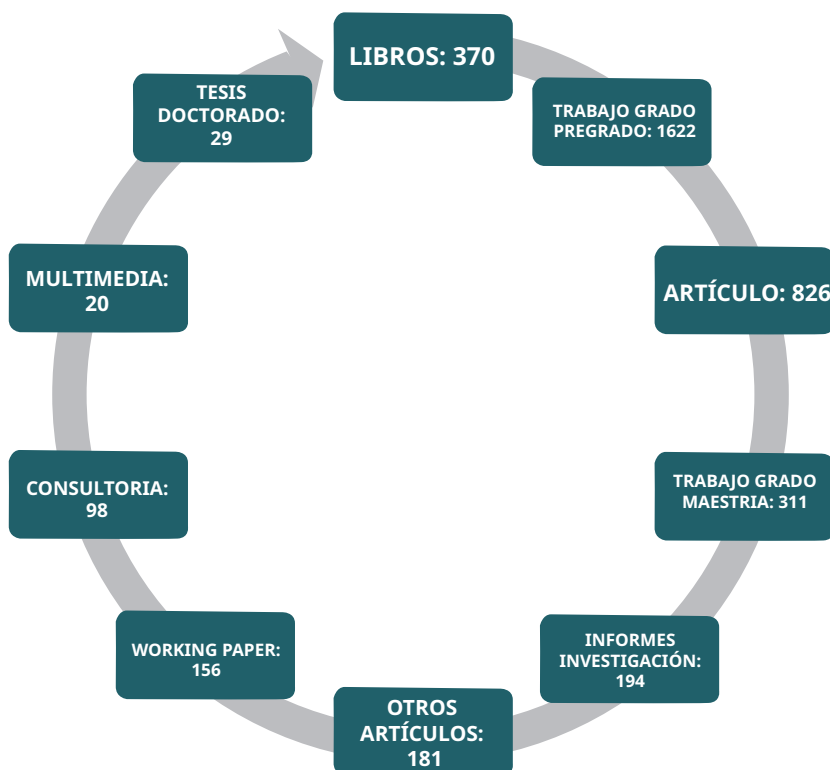 LIBROS: 370
TRABAJO GRADO
PREGRADO: 1622
ARTÍCULO: 826
TRABAJO GRADO
MAESTRIA: 311
INFORMES
INVESTIGACIÓN:
194
OTROS
ARTÍCULOS:
181
WORKING PAPER:
156
CONSULTORIA:
98
MULTIMEDIA:
20
TESIS
DOCTORADO:
29